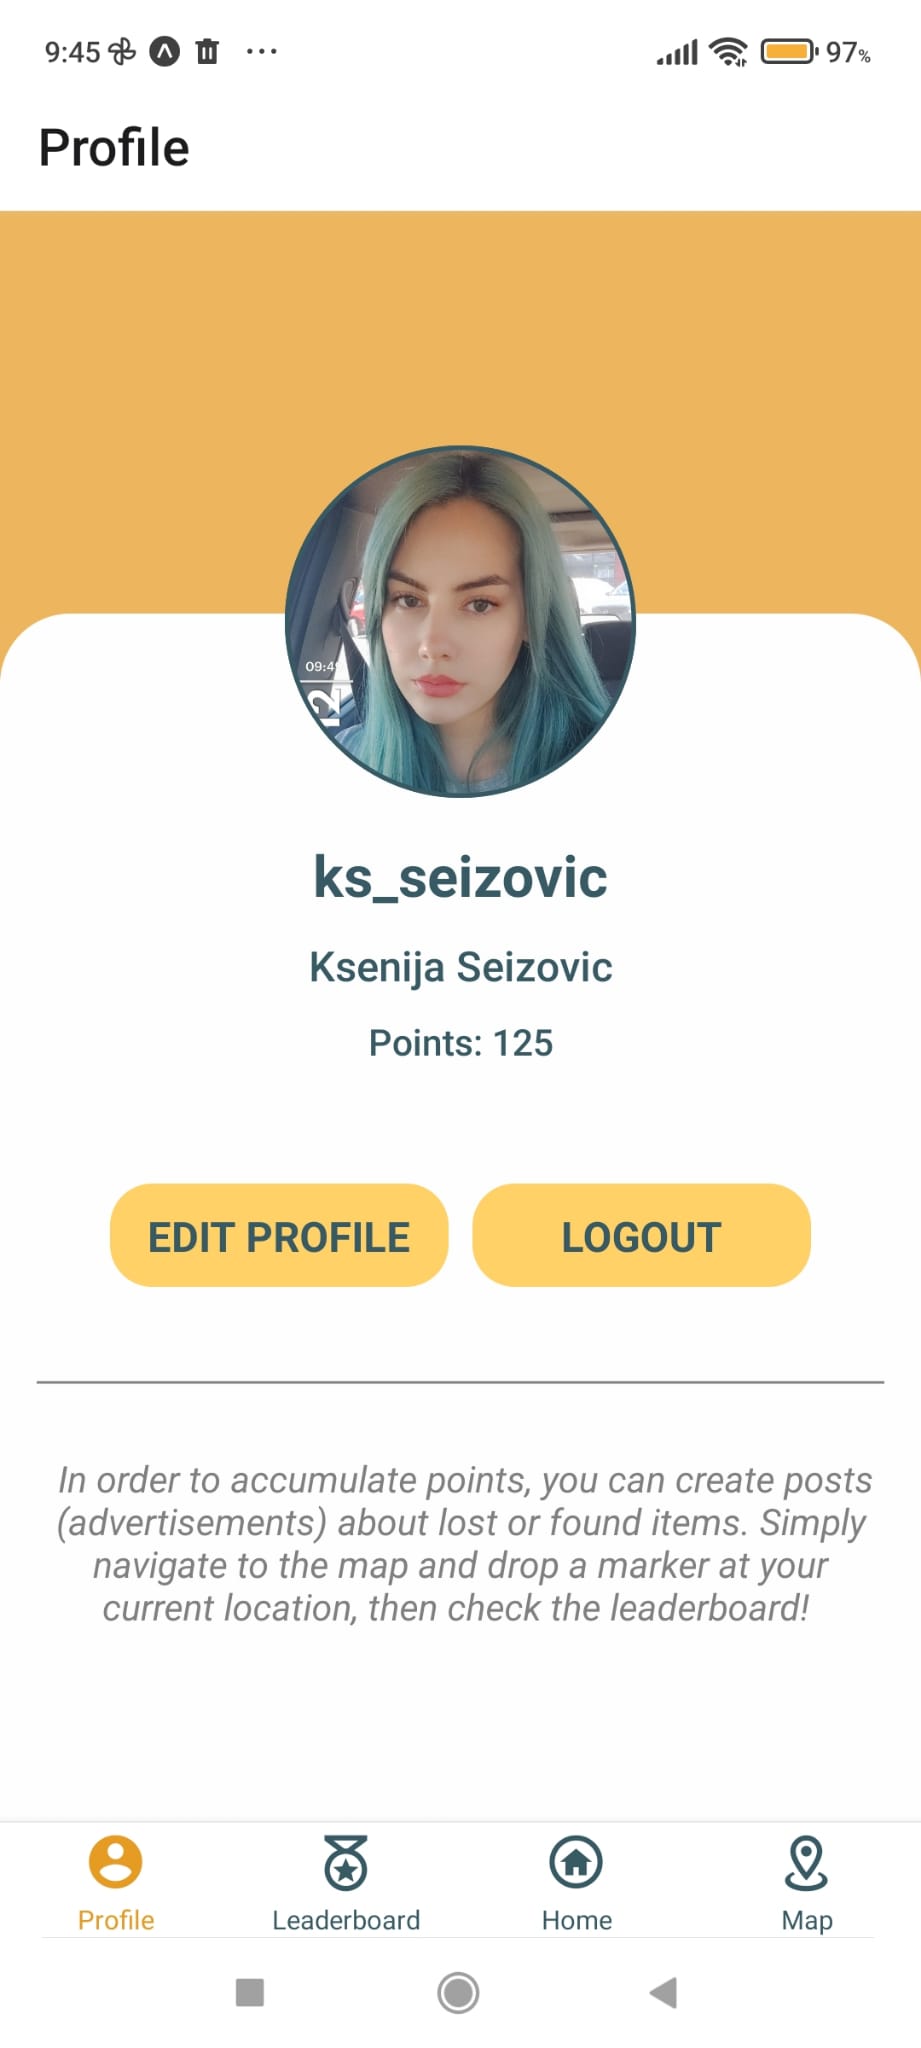 9:45 ... 97%
Profile
09:4
12
ks_seizovic
Ksenija Seizovic
Points: 125
EDIT PROFILE LOGOUT
In order to accumulate points, you can create posts
(advertisements) about lost or found items. Simply
navigate to the map and drop a marker at your
current location, then check the leaderboard!
Profile Leaderboard Home Map